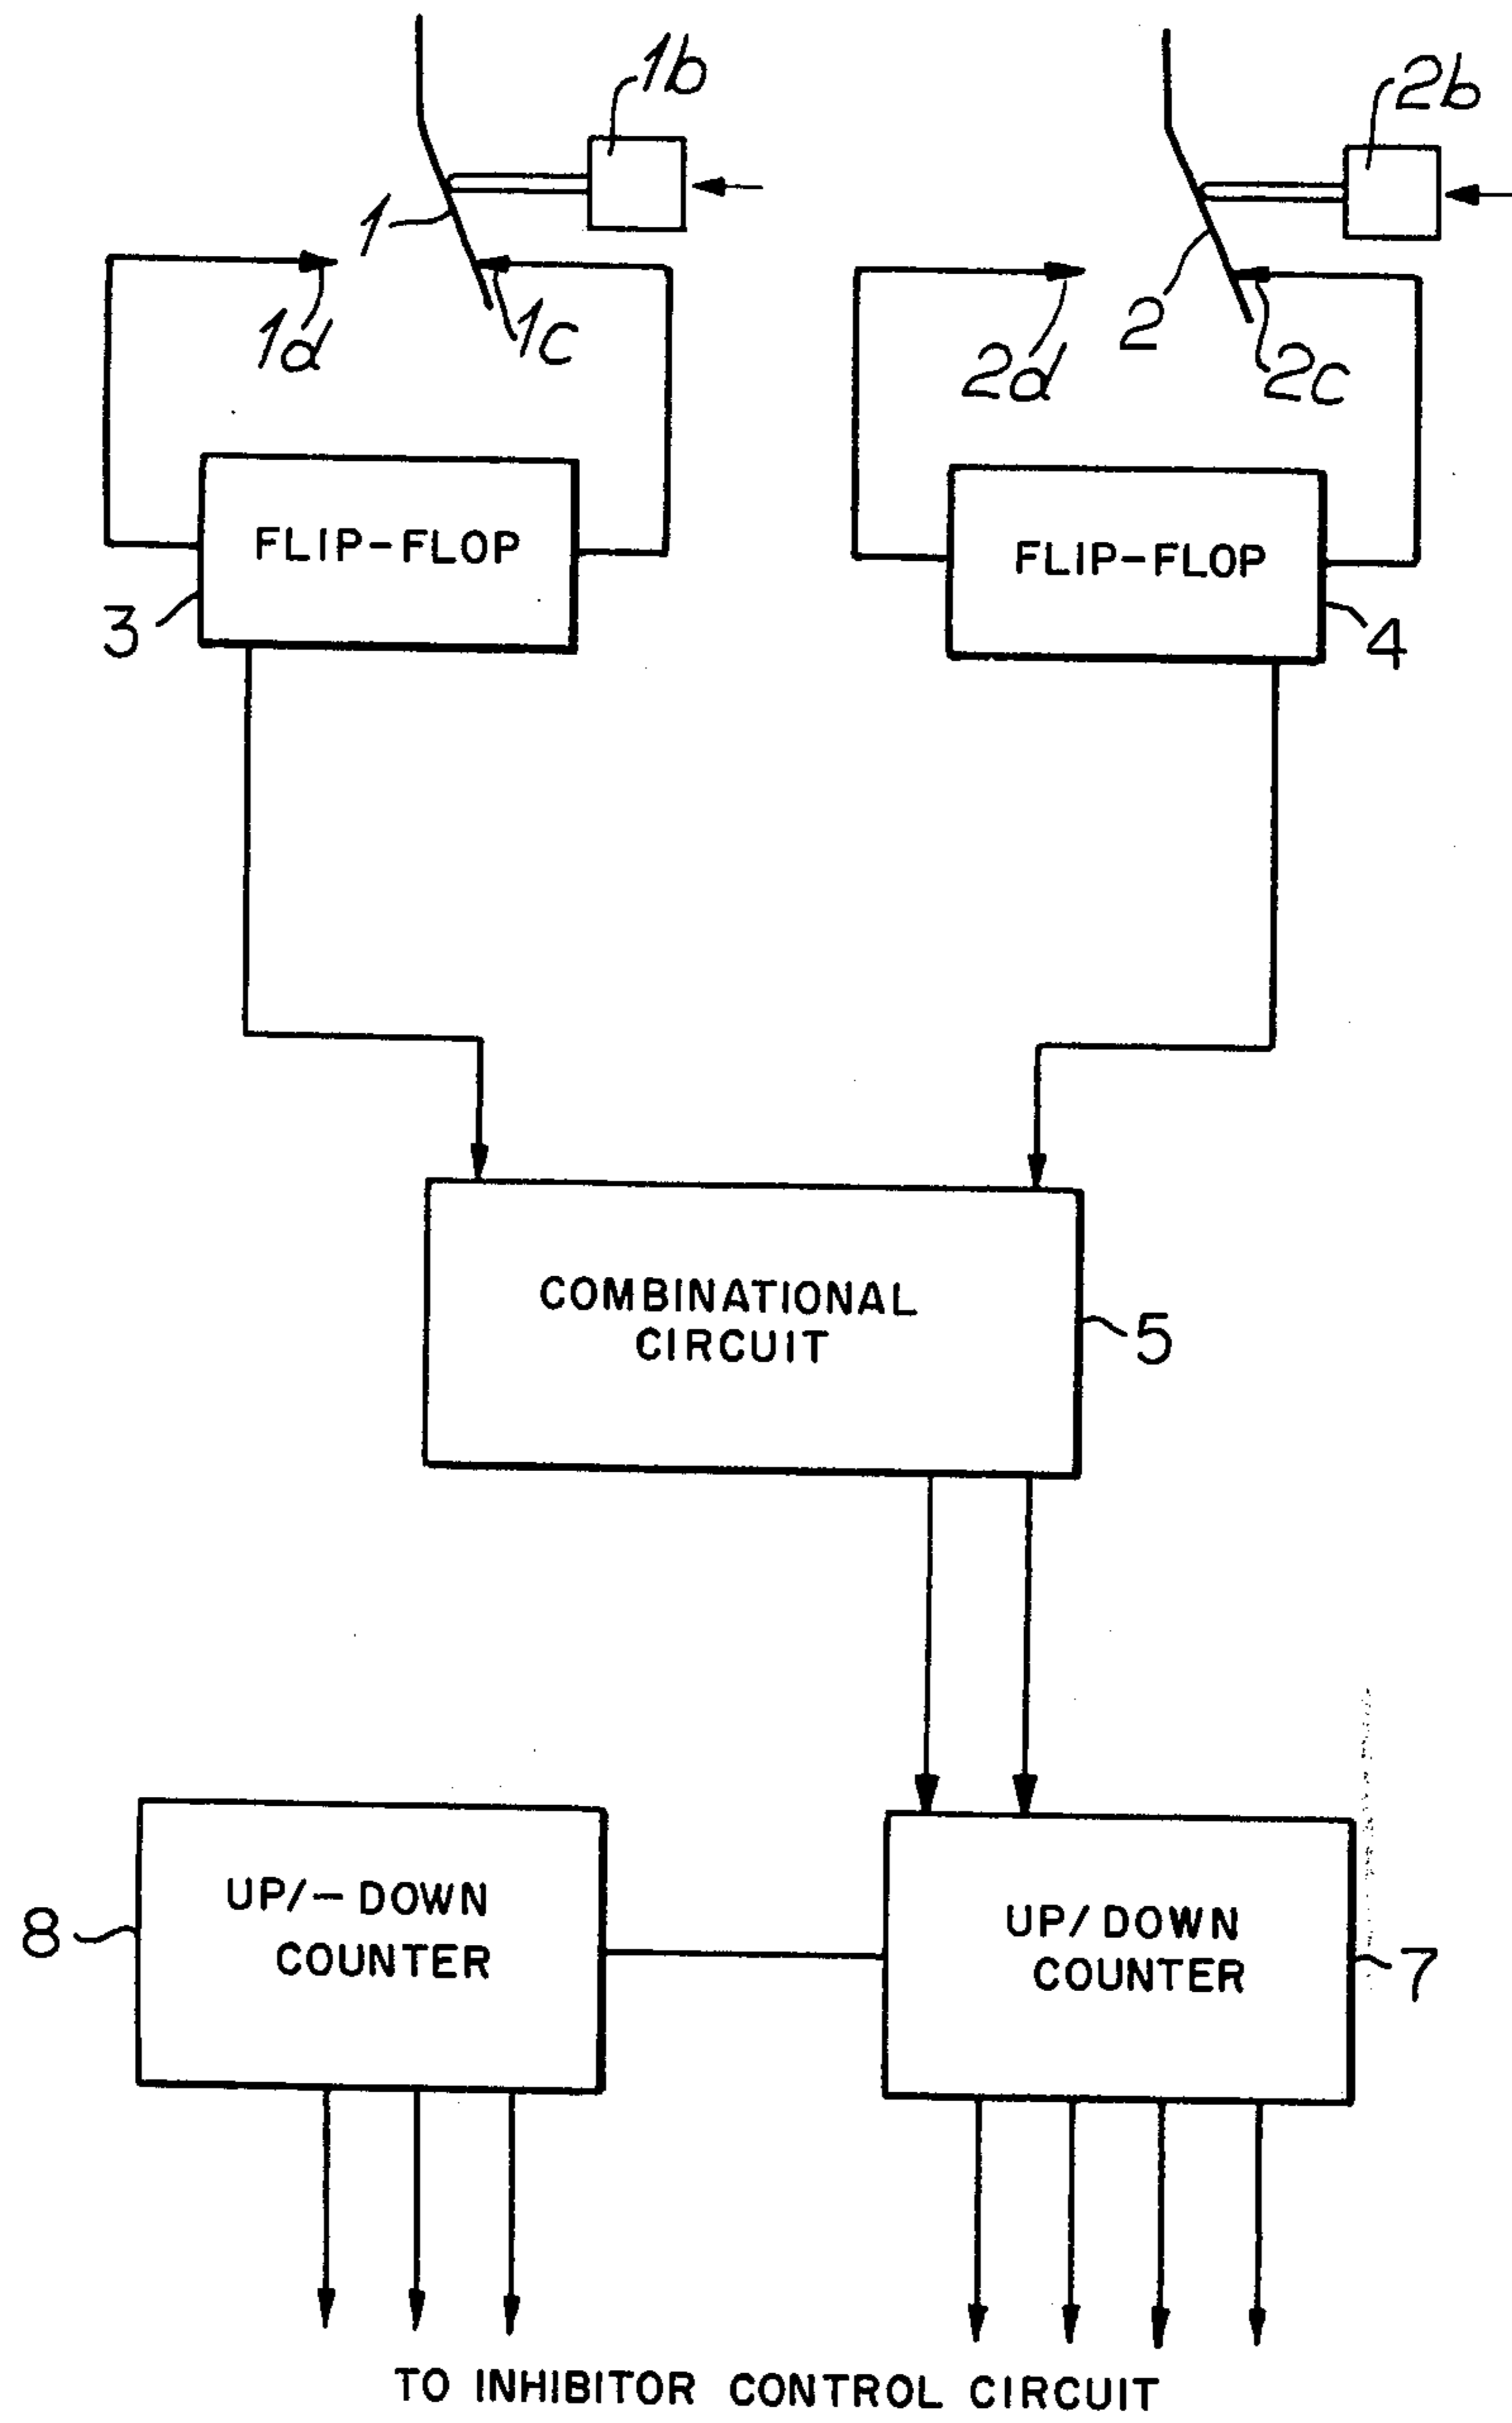 1b
2b
1
2
1d
1c
2d
2c
FLIP-FLOP
FLIP-FLOP
3
4
COMBINATIONAL
CIRCUIT
5
UP/-DOWN
COUNTER
8
UP/DOWN
COUNTER
7
TO INHIBITOR CONTROL CIRCUIT